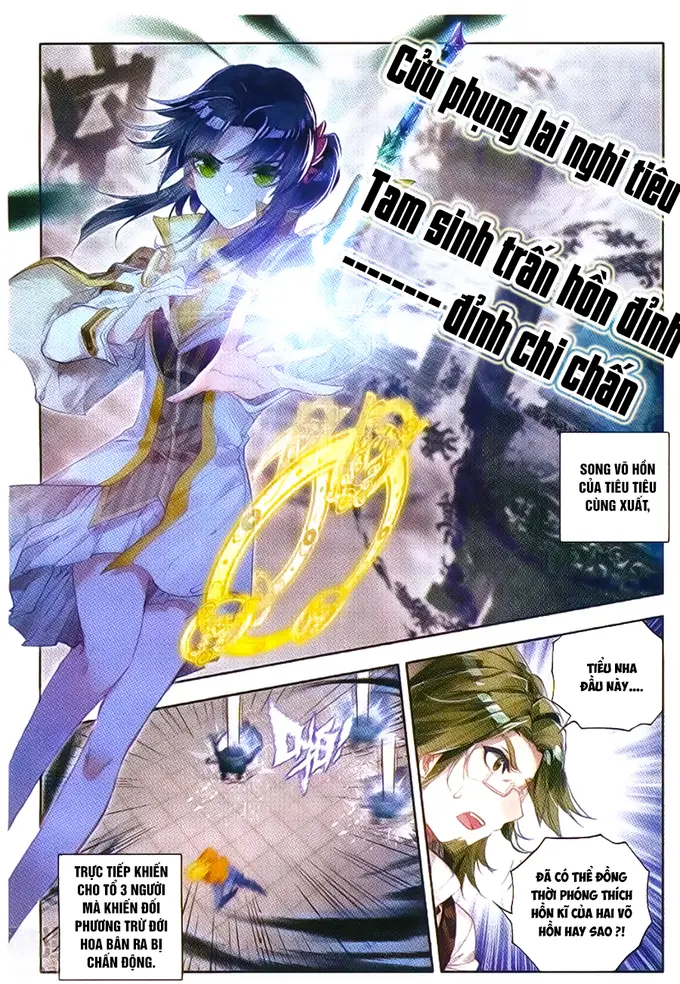 Cửu phụng lai nghi tiêu
Tam sinh trấn hồn đỉnh
-------- đỉnh chi chấn
SONG VÕ HỒN
CỦA TIÊU TIÊU
CÙNG XUẤT,
TIỂU NHA
ĐẦU NÀY....
TRỰC TIẾP KHIẾN
CHO TỔ 3 NGƯỜI
MÀ KHIẾN ĐỐI
PHƯƠNG TRỪ ĐỚI
HOA BÂN RA BỊ
CHẤN ĐỘNG.
ĐÃ CÓ THỂ ĐỒNG
THỜI PHÓNG THÍCH
HỒN KĨ CỦA HAI VÕ
HỒN HAY SAO ?!